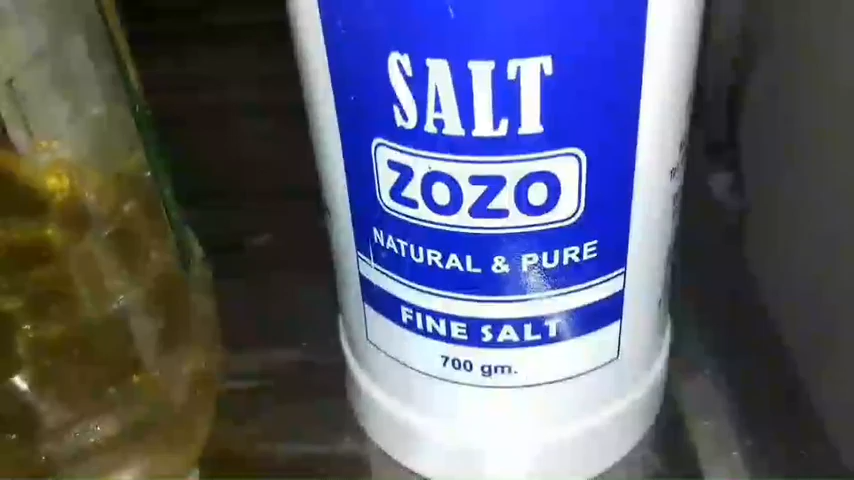 SALT
ZOZO
NATURAL & PURE
FINE SALT
700 gm.